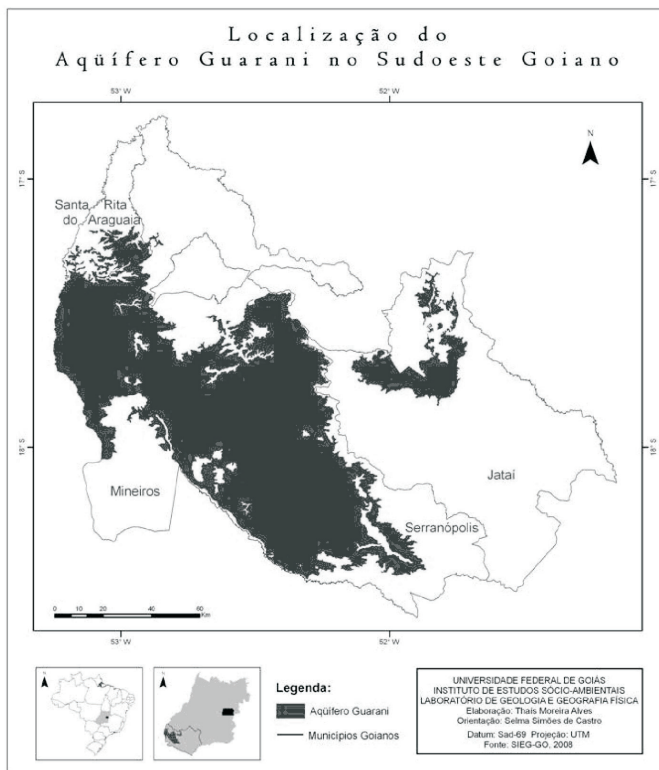 Localização do
Aqüífero Guarani no Sudoeste Goiano
53° W
52° W
N
17° S
17° S
Santa Rita
do Araguaia
18° S
18° S
Jataí
Mineiros
Serranópolis
0 10 20 40 60
Km
53° W
52° W
N
N
Legenda:
Aqüífero Guarani
Municípios Goianos
UNIVERSIDADE FEDERAL DE GOIÁS
INSTITUTO DE ESTUDOS SÓCIO-AMBIENTAIS
LABORATÓRIO DE GEOLOGIA E GEOGRAFIA FÍSICA
Elaboração: Thaís Moreira Alves
Orientação: Selma Simões de Castro
Datum: Sad-69 Projeção: UTM
Fonte: SIEG-GO, 2008